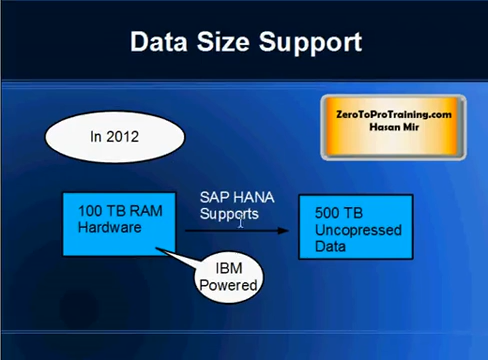 Data Size Support
ZeroToProTraining.com
Hasan Mir
In 2012
SAP HANA
Supports
100 TB RAM
Hardware
500 TB
Uncopressed
Data
IBM
Powered